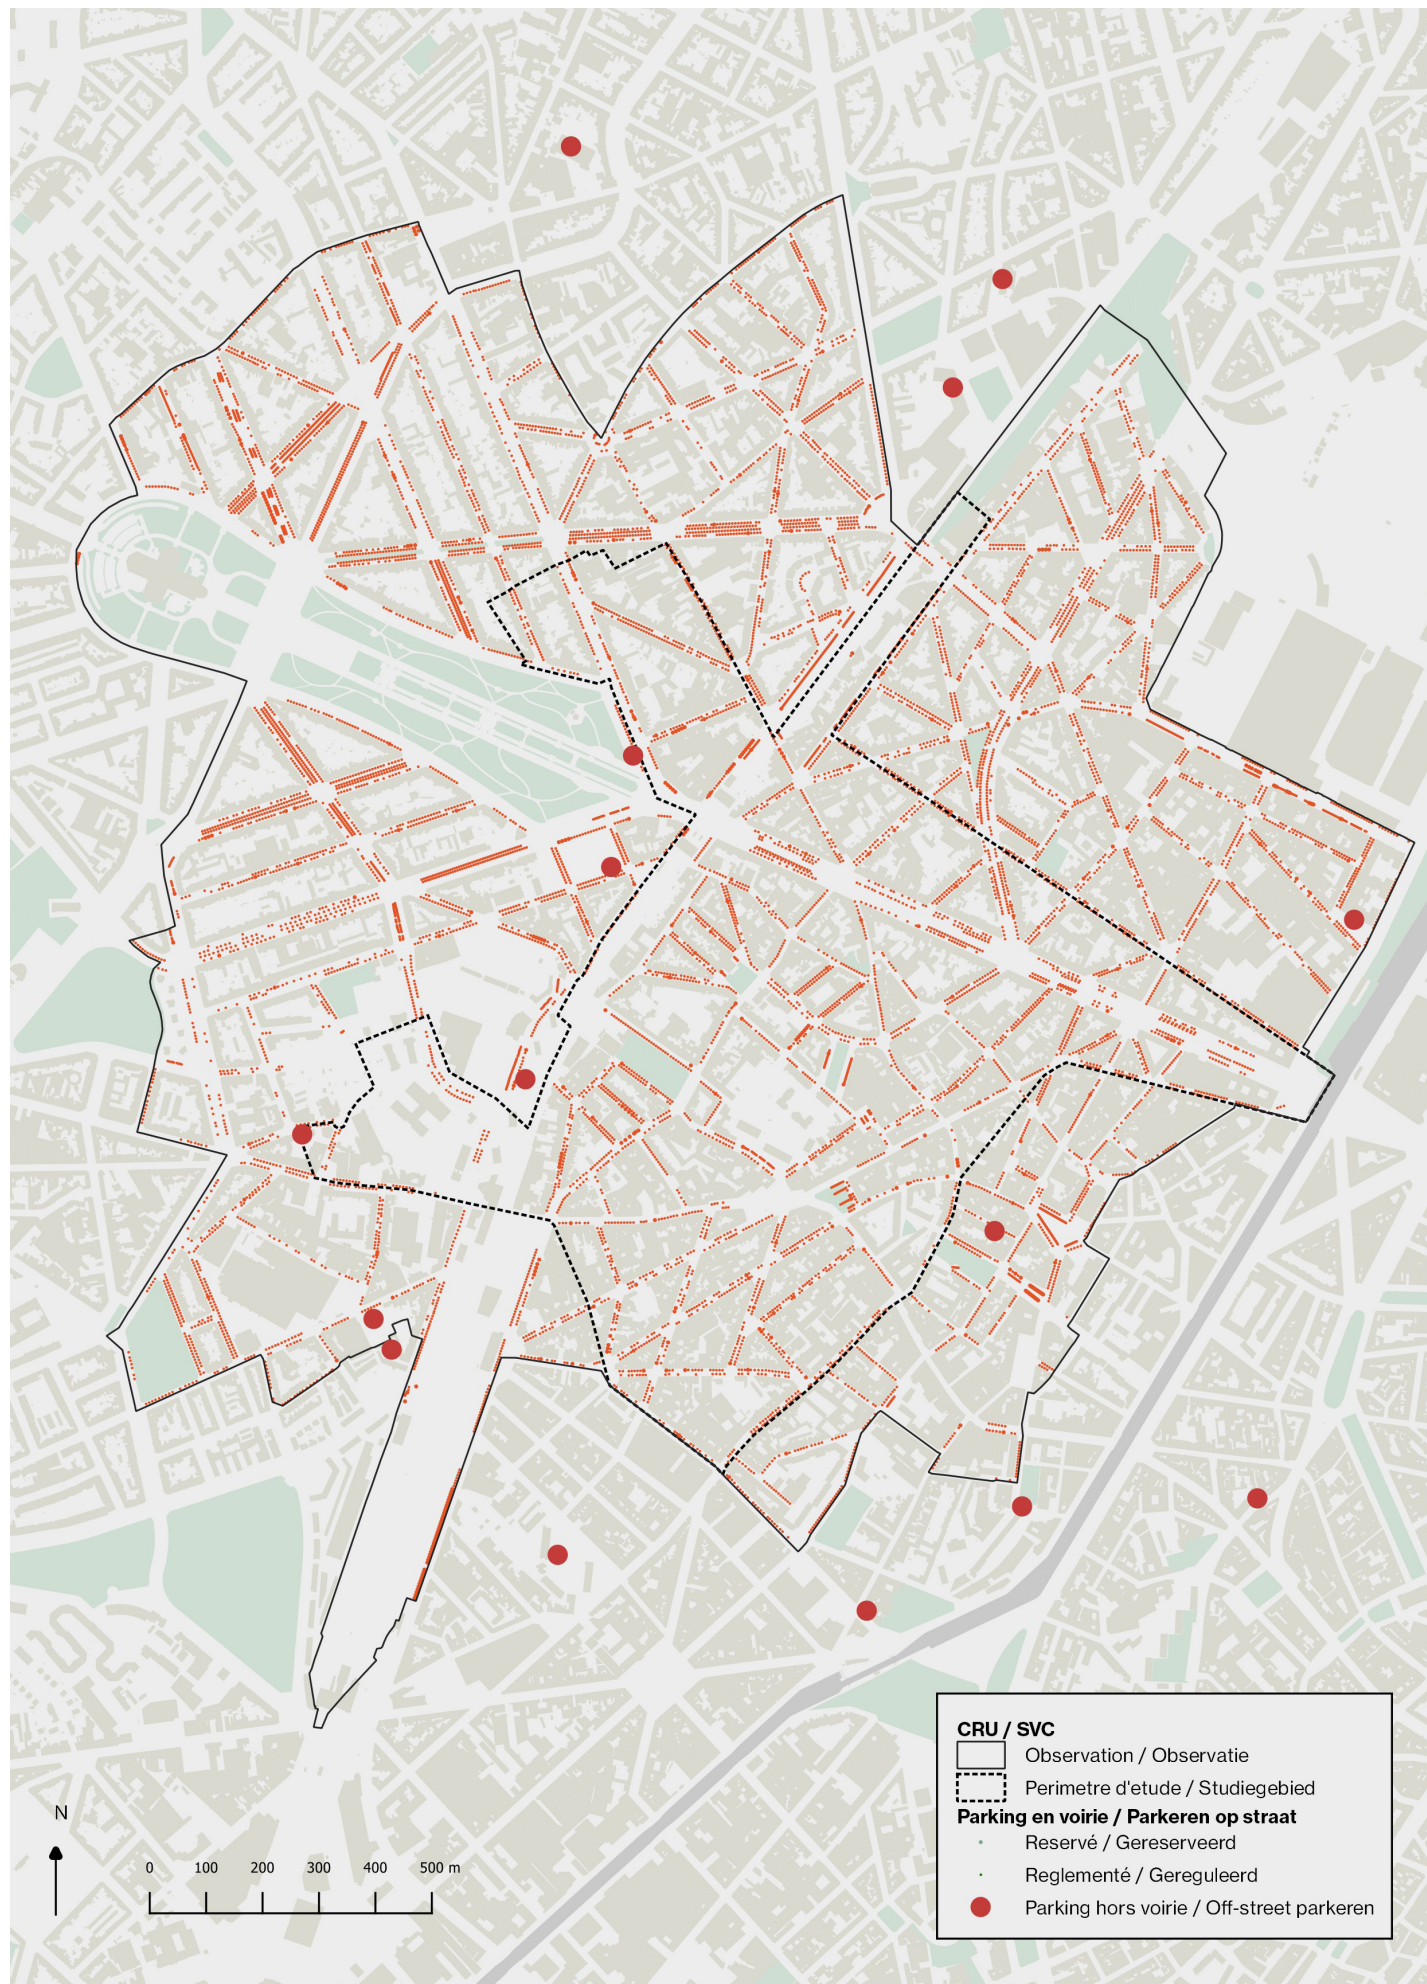 CRU / SVC
Observation / Observatie
Perimetre d'etude / Studiegebied
Parking en voirie / Parkeren op straat
Reservé / Gereserveerd
Reglementé / Gereguleerd
Parking hors voirie / Off-street parkeren
N
0 100 200 300 400 500 m